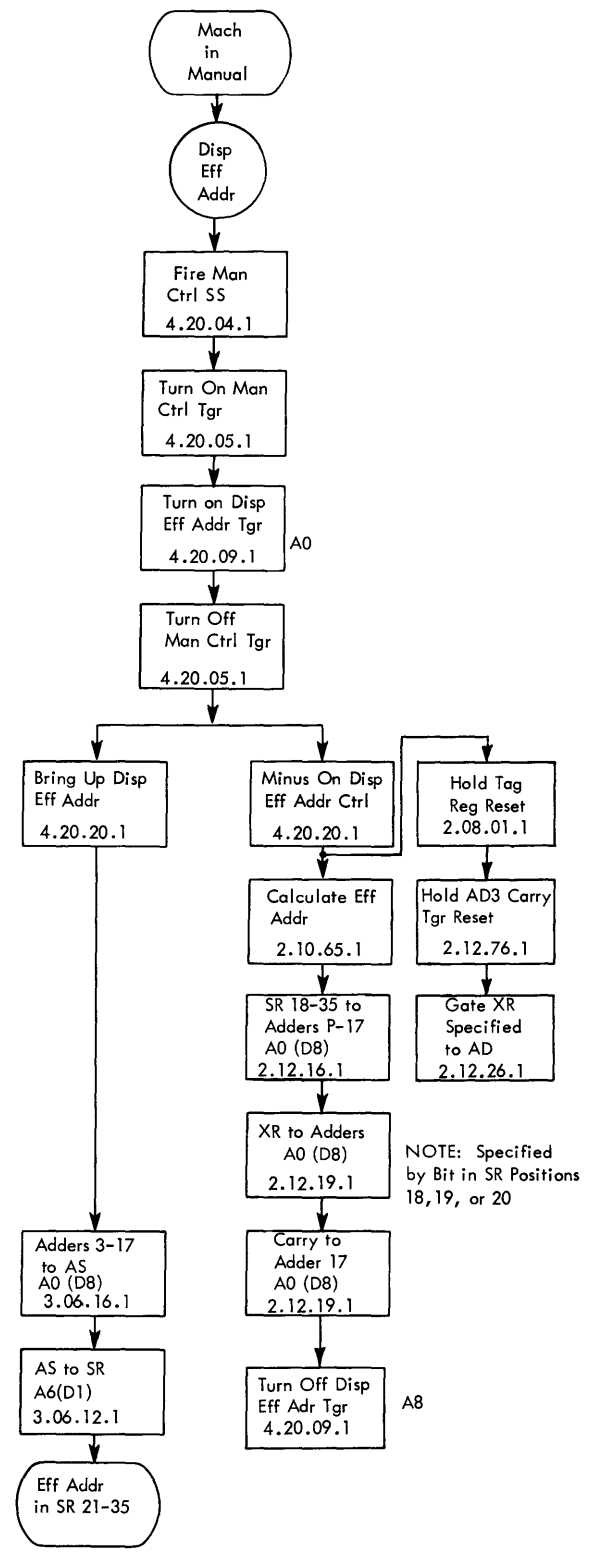 Mach
in
Manual
Disp
Eff
Addr
Fire Man
Ctrl SS
4.20.04.1
Turn On Man
Ctrl Tgr
4.20.05.1
Turn on Disp
Eff Addr Tgr
4.20.09.1
A0
Turn Off
Man Ctrl Tgr
4.20.05.1
Bring Up Disp
Eff Addr
4.20.20.1
Minus On Disp
Eff Addr Ctrl
4.20.20.1
Hold Tag
Reg Reset
2.08.01.1
Calculate Eff
Addr
2.10.65.1
Hold AD3 Carry
Tgr Reset
2.12.76.1
SR 18-35 to
Adders P-17
A0 (D8)
2.12.16.1
Gate XR
Specified
to AD
2.12.26.1
XR to Adders
A0 (D8)
2.12.19.1
NOTE: Specified
by Bit in SR Positions
18,19, or 20
Adders 3-17
to AS
A0 (D8)
3.06.16.1
Carry to
Adder 17
A0 (D8)
2.12.19.1
AS to SR
A6(D1)
3.06.12.1
Turn Off Disp
Eff Adr Tgr
4.20.09.1
A8
Eff Addr
in SR 21-35